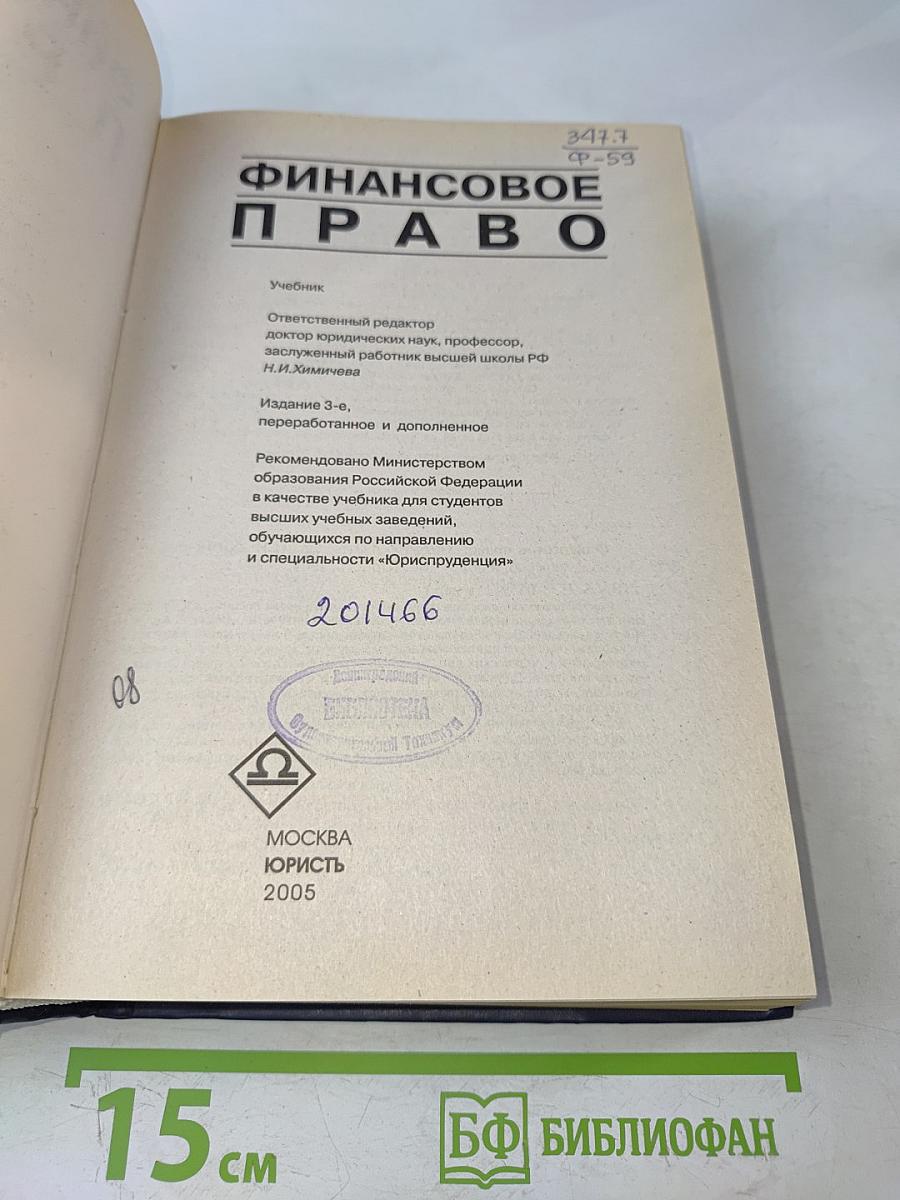 347.7
Ф-59
ФИНАНСОВОЕ
ПРАВО
Учебник
Ответственный редактор
доктор юридических наук, профессор,
заслуженный работник высшей школы РФ
Н.И.Химичева
Издание 3-е,
переработанное и дополненное
Рекомендовано Министерством
образования Российской Федерации
в качестве учебника для студентов
высших учебных заведений,
обучающихся по направлению
и специальности «Юриспруденция»
201466
08
БИБЛИОТЕКА
МОСКВА
ЮРИСТЬ
2005
15 см
БФ БИБЛИОФАН